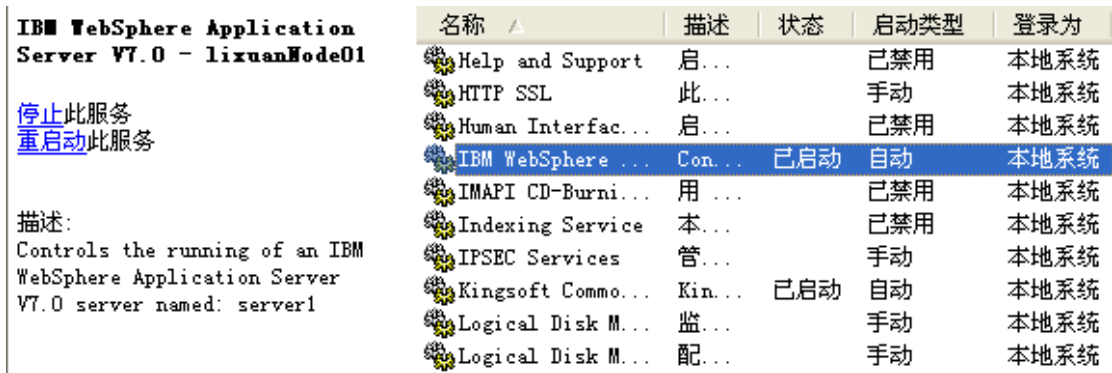 IBM WebSphere Application
Server V7.0 - lixuanNode01
停止此服务
重启动此服务
描述:
Controls the running of an IBM
WebSphere Application Server
V7.0 server named: server1
名称 描述 状态 启动类型 登录为
Help and Support 启... 已禁用 本地系统
HTTP SSL 此... 手动 本地系统
Human Interfac... 启... 已禁用 本地系统
IBM WebSphere ... Con... 已启动 自动 本地系统
IMAPI CD-Burni... 用 ... 已禁用 本地系统
Indexing Service 本... 已禁用 本地系统
IPSEC Services 管... 手动 本地系统
Kingsoft Commo... Kin... 已启动 自动 本地系统
Logical Disk M... 监... 手动 本地系统
Logical Disk M... 配... 手动 本地系统